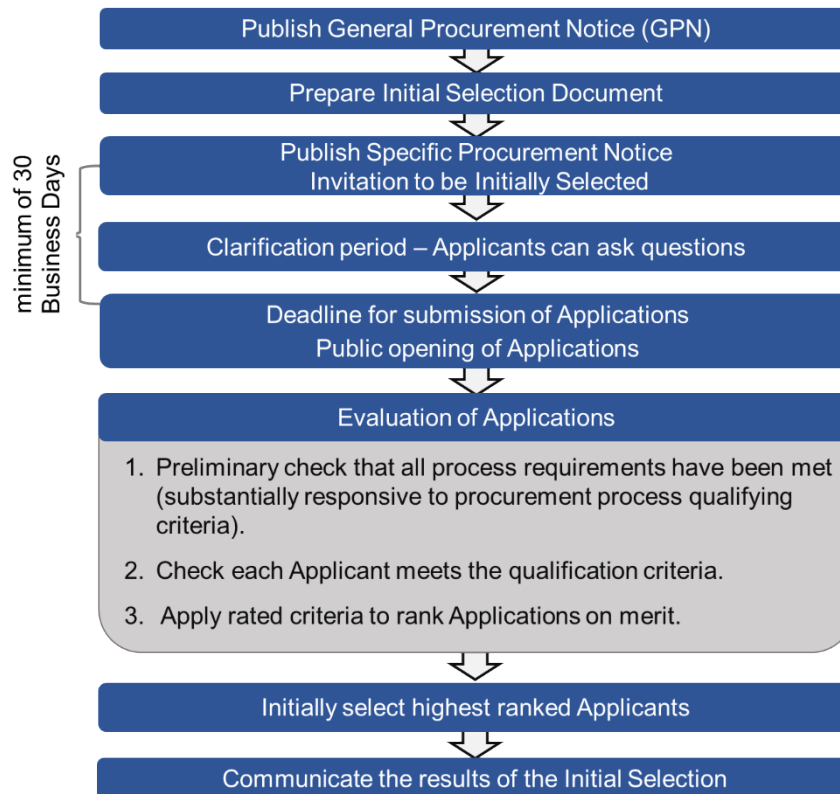 Publish General Procurement Notice (GPN)
Prepare Initial Selection Document
minimum of 30
Business Days
Publish Specific Procurement Notice
Invitation to be Initially Selected
Clarification period – Applicants can ask questions
Deadline for submission of Applications
Public opening of Applications
Evaluation of Applications
1. Preliminary check that all process requirements have been met
(substantially responsive to procurement process qualifying
criteria).
2. Check each Applicant meets the qualification criteria.
3. Apply rated criteria to rank Applications on merit.
Initially select highest ranked Applicants
Communicate the results of the Initial Selection